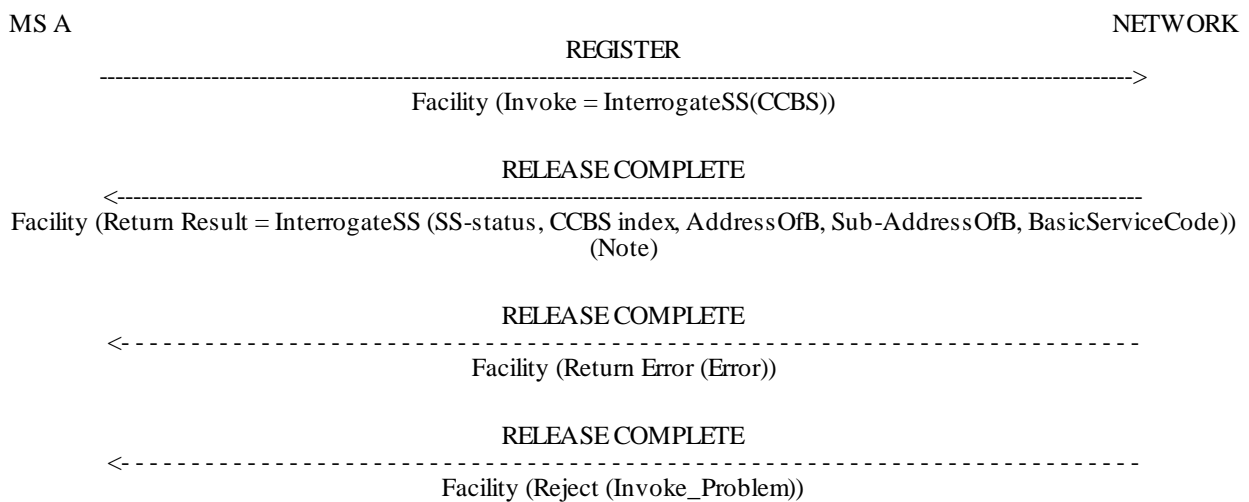 MS A NETWORK
REGISTER
------------------------------------------------------------------------------------------------------------------------------------>
Facility (Invoke = InterrogateSS(CCBS))
RELEASE COMPLETE
<------------------------------------------------------------------------------------------------------------------------------------
Facility (Return Result = InterrogateSS (SS-status, CCBS index, AddressOfB, Sub-AddressOfB, BasicServiceCode))
(Note)
RELEASE COMPLETE
<- - - - - - - - - - - - - - - - - - - - - - - - - - - - - - - - - - - - - - - - - - - - - - - - - - - - - - - - - - - - - - - - - - - - - - - -
Facility (Return Error (Error))
RELEASE COMPLETE
<- - - - - - - - - - - - - - - - - - - - - - - - - - - - - - - - - - - - - - - - - - - - - - - - - - - - - - - - - - - - - - - - - - - - - - - -
Facility (Reject (Invoke_Problem))